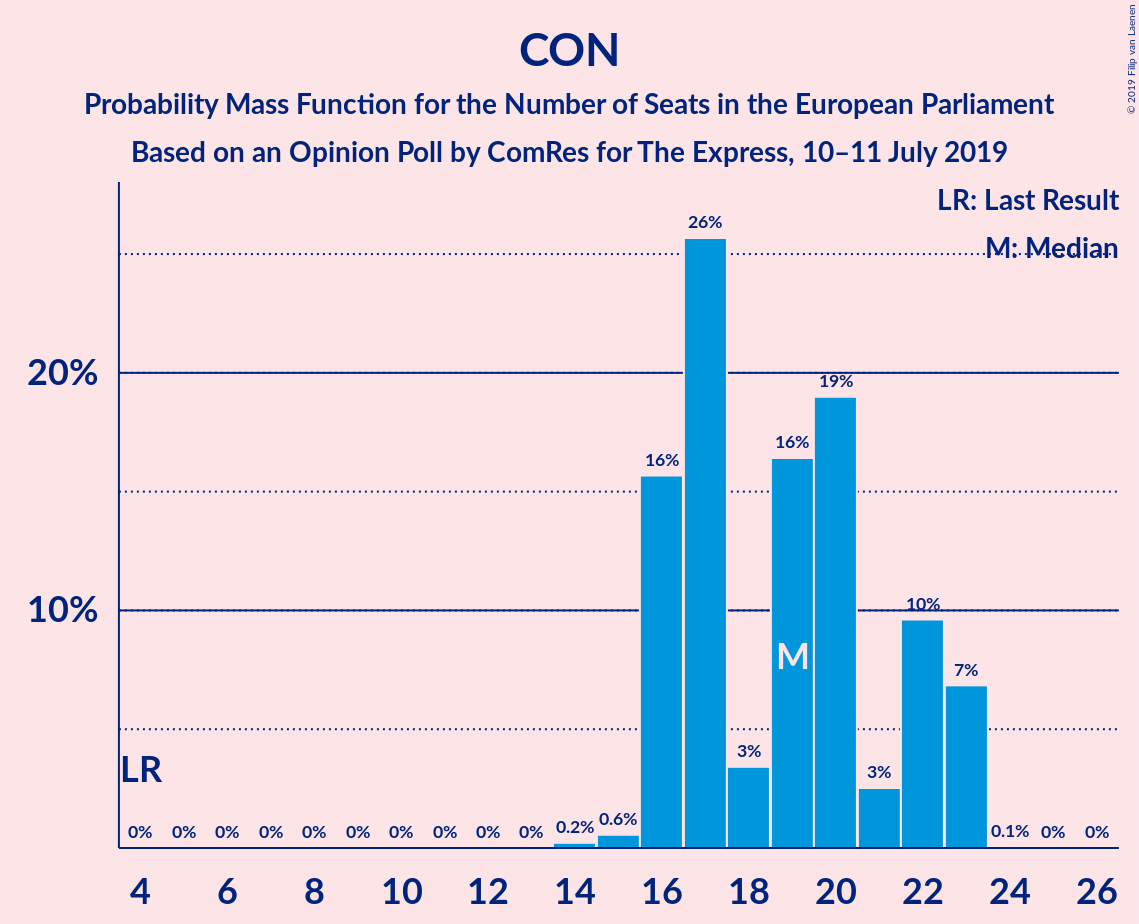 © 2019 Filip van Laenen
CON
Probability Mass Function for the Number of Seats in the European Parliament
Based on an Opinion Poll by ComRes for The Express, 10–11 July 2019
LR: Last Result
M: Median
20%
10%
LR
M
0% 0% 0% 0% 0% 0% 0% 0% 0% 0% 0.2% 0.6% 16% 26% 3% 16% 19% 3% 10% 7% 0.1% 0% 0%
4 6 8 10 12 14 16 18 20 22 24 26